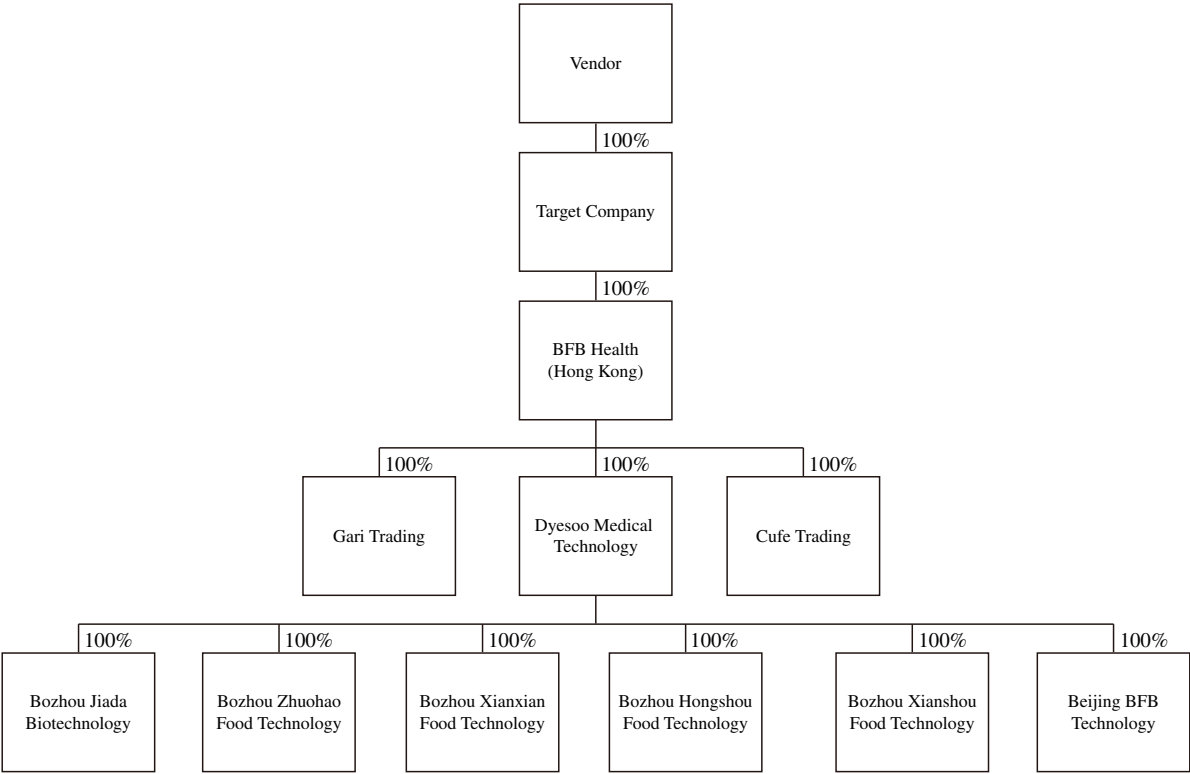 Vendor
100%
Target Company
100%
BFB Health
(Hong Kong)
100%
100%
100%
Gari Trading
Dyesoo Medical
Technology
Cufe Trading
100%
100%
100%
100%
100%
100%
Bozhou Jiada
Biotechnology
Bozhou Zhuohao
Food Technology
Bozhou Xianxian
Food Technology
Bozhou Hongshou
Food Technology
Bozhou Xianshou
Food Technology
Beijing BFB
Technology